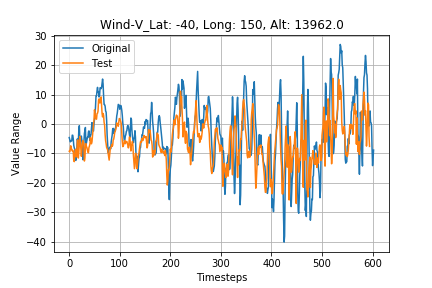 Wind-V_Lat: -40, Long: 150, Alt: 13962.0
Original
Test
Value Range
30
20
10
0
−10
−20
−30
−40
0 100 200 300 400 500 600
Timesteps